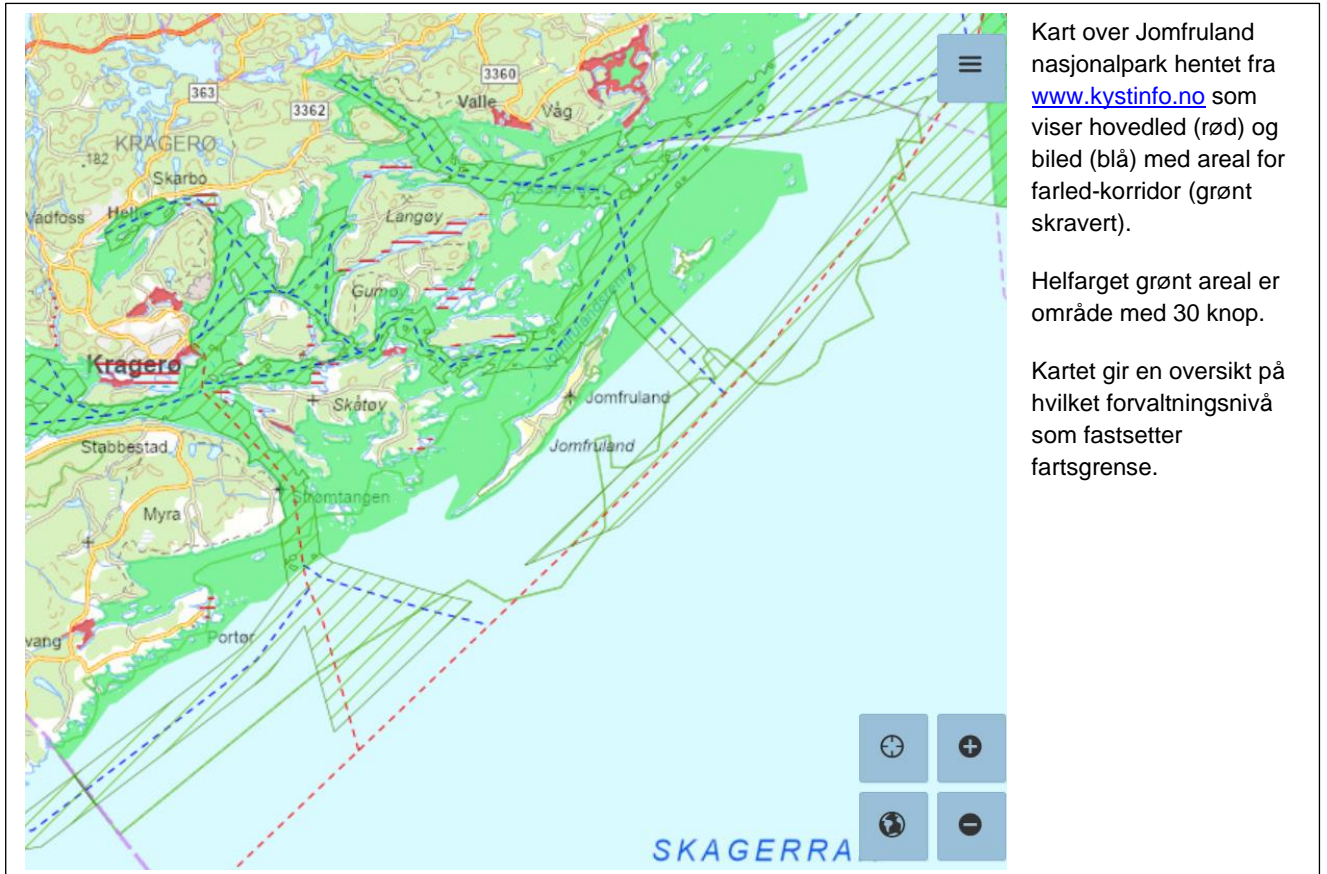 Kart over Jomfruland
nasjonalpark hentet fra
www.kystinfo.no som
viser hovedled (rød) og
biled (blå) med areal for
farled-korridor (grønt
skravert).
Helfarget grønt areal er
område med 30 knop.
Kartet gir en oversikt på
hvilket forvaltningsnivå
som fastsetter
fartsgrense.
3360
363
Valle
Våg
3362
KRAGERØ
182
Skarbo
Vadfoss
Helle
Langøy
Gumøy
Kragerø
Jomfruland
Skåtøy
Stabbestad
Jomfruland
Strømtangen
Myra
Portør
vang
SKAGERRA